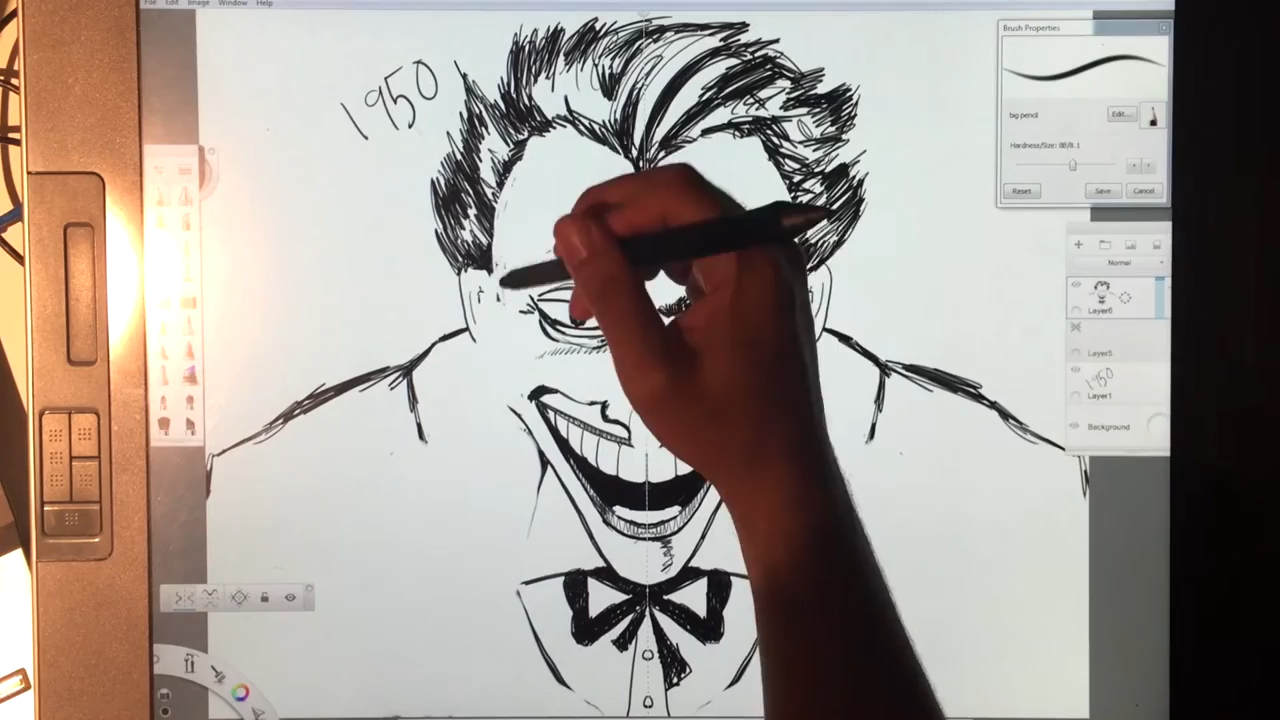 File Edit Image Window Help
1950
Brush Properties
big pencil
Edit...
Hardness/Size: 88/8.1
Reset
Save
Cancel
Normal
Layer6
Layer5
1950
Layer1
Background